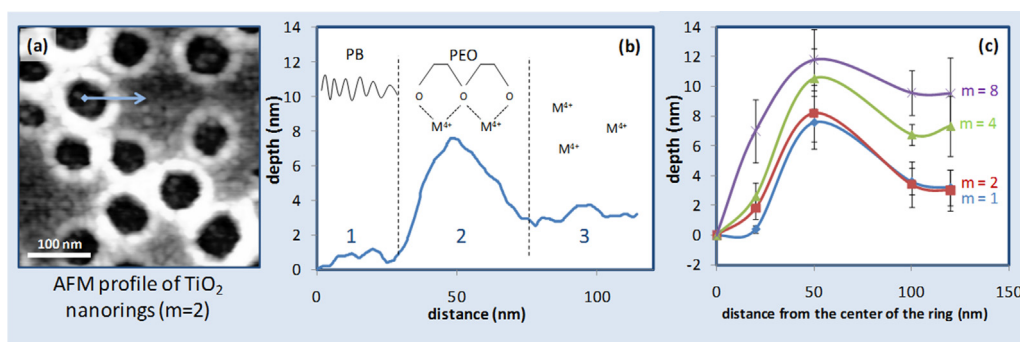 (a)
100 nm
AFM profile of TiO₂
nanorings (m=2)
(b)
PB
PEO
O O O
M⁴⁺ M⁴⁺
M⁴⁺
M⁴⁺
M⁴⁺
1 2 3
14
12
10
8
6
4
2
0
depth (nm)
0 50 100
distance (nm)
(c)
14
12
10
8
6
4
2
0
-2
depth (nm)
m = 8
m = 4
m = 2
m = 1
0 50 100 150
distance from the center of the ring (nm)